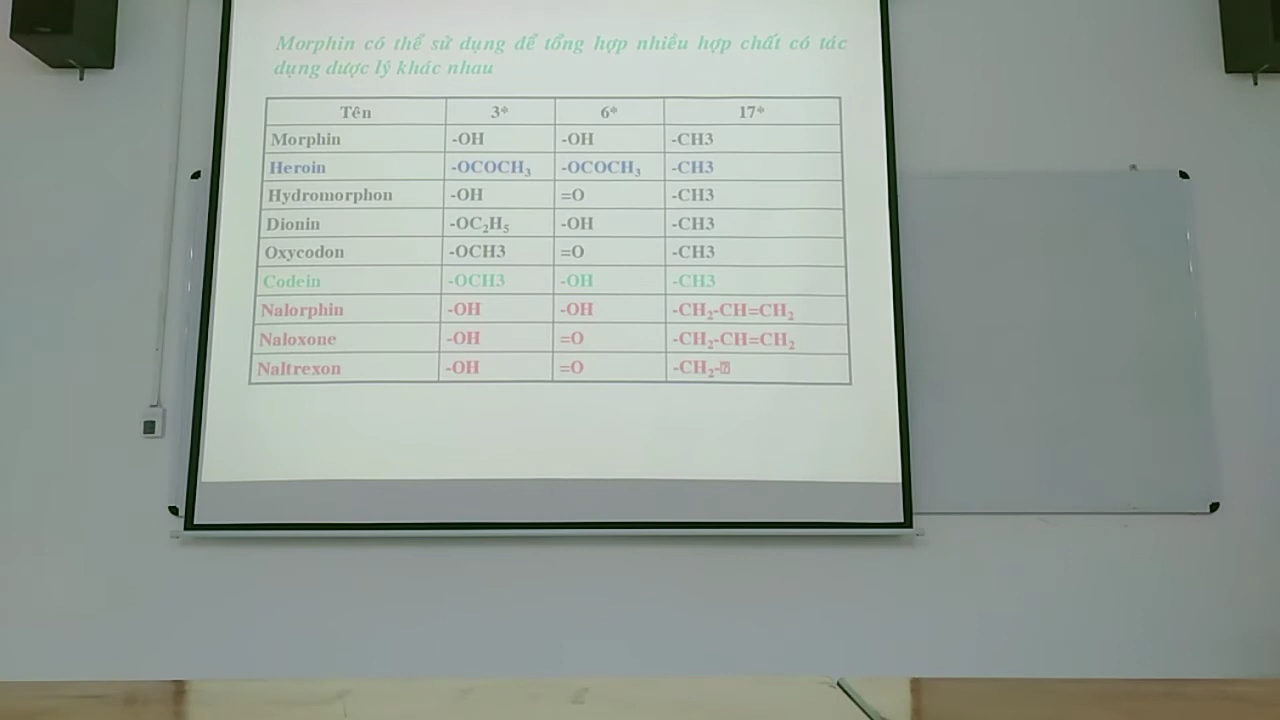 Morphin có thể sử dụng để tổng hợp nhiều hợp chất có tác
dụng dược lý khác nhau
Tên 3* 6* 17*
Morphin -OH -OH -CH3
Heroin -OCOCH₃ -OCOCH₃ -CH3
Hydromorphon -OH =O -CH3
Dionin -OC₂H₅ -OH -CH3
Oxycodon -OCH3 =O -CH3
Codein -OCH3 -OH -CH3
Nalorphin -OH -OH -CH₂-CH=CH₂
Naloxone -OH =O -CH₂-CH=CH₂
Naltrexon -OH =O -CH₂-⍰